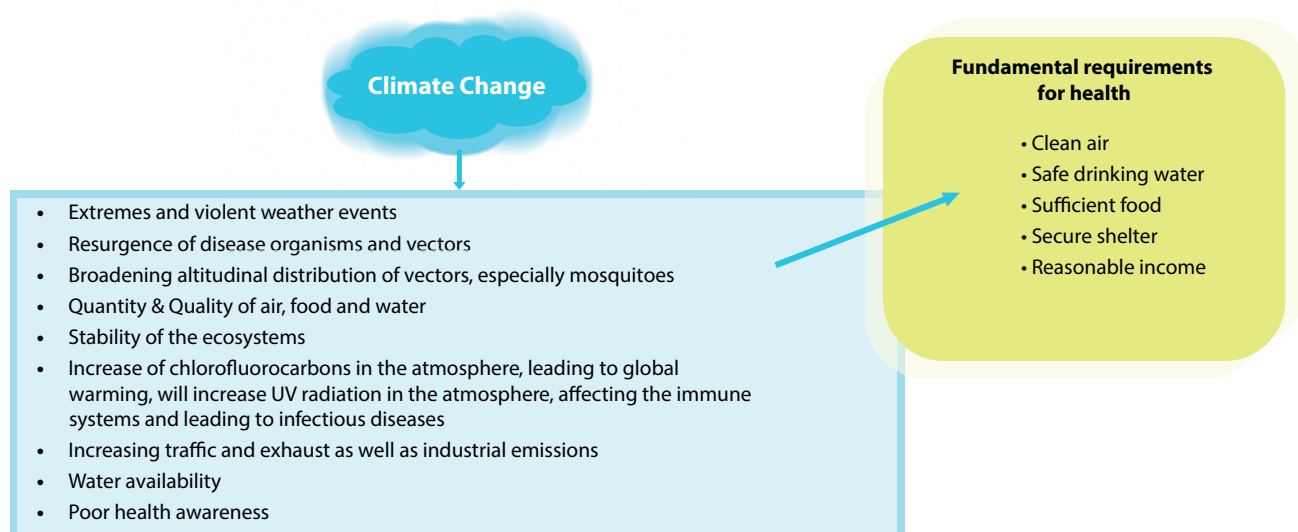 Climate Change
Fundamental requirements
for health
• Clean air
• Safe drinking water
• Sufficient food
• Secure shelter
• Reasonable income
• Extremes and violent weather events
• Resurgence of disease organisms and vectors
• Broadening altitudinal distribution of vectors, especially mosquitoes
• Quantity & Quality of air, food and water
• Stability of the ecosystems
• Increase of chlorofluorocarbons in the atmosphere, leading to global
warming, will increase UV radiation in the atmosphere, affecting the immune
systems and leading to infectious diseases
• Increasing traffic and exhaust as well as industrial emissions
• Water availability
• Poor health awareness